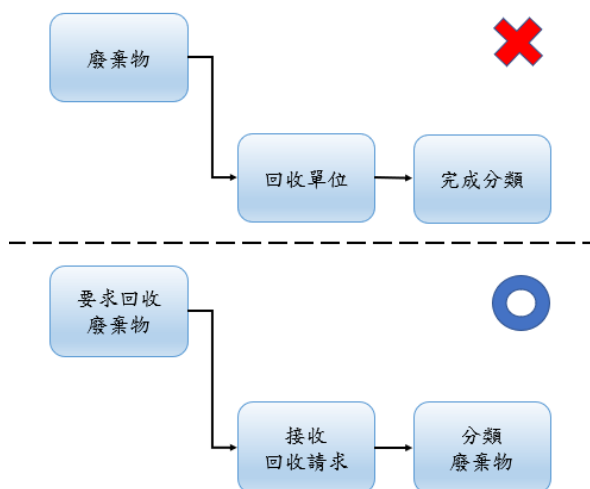 廢棄物
回收單位
完成分類
要求回收
廢棄物
接收
回收請求
分類
廢棄物